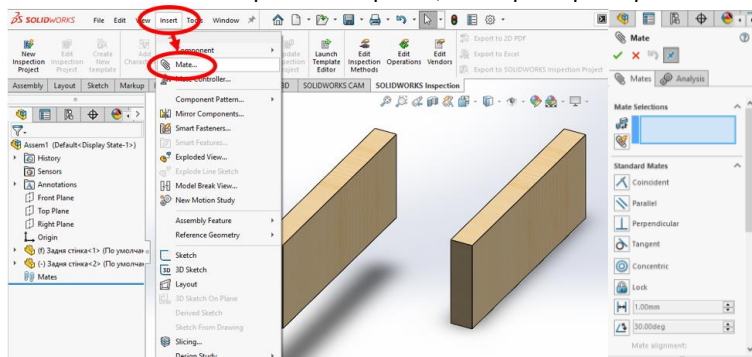 SOLIDWORKS File Edit View Insert Tools Window
New Inspection Project
Edit Inspection Project
Create New template
Add
Launch Template Editor
Edit Inspection Methods
Edit Operations
Edit Vendors
Export to 2D PDF
Export to Excel
Export to SOLIDWORKS Inspection Project
Assembly Layout Sketch Markup SOLIDWORKS CAM SOLIDWORKS Inspection
Component
Mate...
Mate Controller...
Component Pattern...
Mirror Components...
Smart Fasteners...
Smart Features...
Exploded View...
Explode Line Sketch
Model Break View...
New Motion Study
Assembly Feature
Reference Geometry
Sketch
3D Sketch
Layout
3D Sketch On Plane
Derived Sketch
Sketch From Drawing
Slicing...
Design Study
Assem1 (Default<Display State-1>)
History
Sensors
Annotations
Front Plane
Top Plane
Right Plane
Origin
(f) Задня стінка<1> (По умолчан
(-) Задня стінка<2> (По умолчан
Mates
Mate
Mates Analysis
Mate Selections
Standard Mates
Coincident
Parallel
Perpendicular
Tangent
Concentric
Lock
1.00mm
30.00deg
Mate alignment: